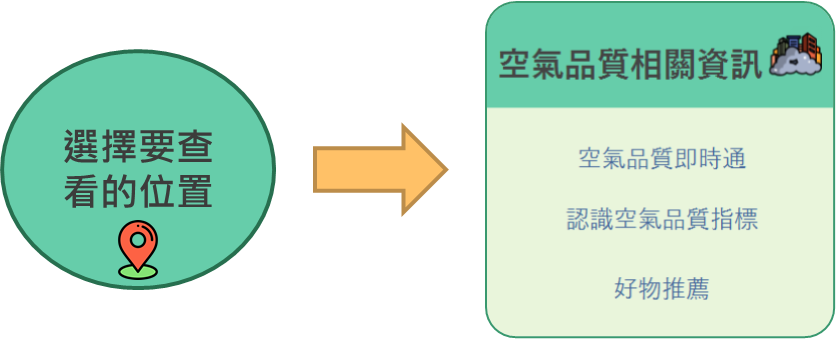 選擇要查
看的位置
空氣品質相關資訊
空氣品質即時通
認識空氣品質指標
好物推薦